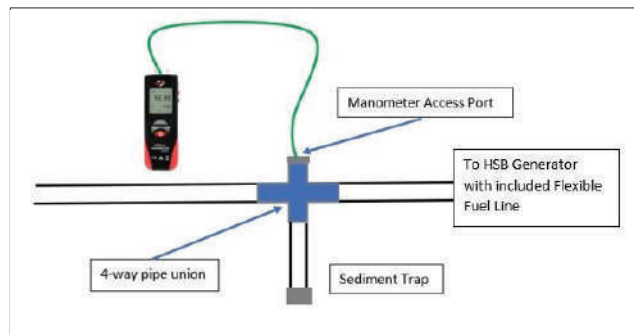 Manometer Access Port
To HSB Generator
with included Flexible
Fuel Line
4-way pipe union
Sediment Trap